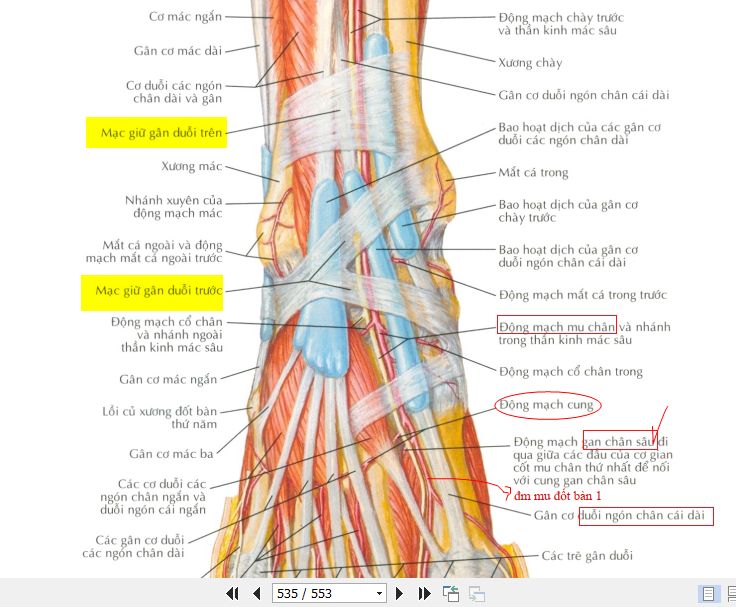 Cơ mác ngắn
Gân cơ mác dài
Cơ duỗi các ngón
chân dài và gân
Mạc giữ gân duỗi trên
Xương mác
Nhánh xuyên của
động mạch mác
Mắt cá ngoài và động
mạch mắt cá ngoài trước
Mạc giữ gân duỗi trước
Động mạch cổ chân
và nhánh ngoài
thần kinh mác sâu
Gân cơ mác ngắn
Lồi củ xương đốt bàn
thứ năm
Gân cơ mác ba
Các cơ duỗi các
ngón chân ngắn và
duỗi ngón cái ngắn
Các gân cơ duỗi
các ngón chân dài
Động mạch chày trước
và thần kinh mác sâu
Xương chày
Gân cơ duỗi ngón chân cái dài
Bao hoạt dịch của các gân cơ
duỗi các ngón chân dài
Mắt cá trong
Bao hoạt dịch của gân cơ
chày trước
Bao hoạt dịch của gân cơ
duỗi ngón chân cái dài
Động mạch mắt cá trong trước
Động mạch mu chân và nhánh
trong thần kinh mác sâu
Động mạch cổ chân trong
Động mạch cung
Động mạch gan chân sâu đi
qua giữa các đầu của cơ gian
cốt mu chân thứ nhất để nối
với cung gan chân sâu
đm mu đốt bàn 1
Gân cơ duỗi ngón chân cái dài
Các trẽ gân duỗi
535 / 553